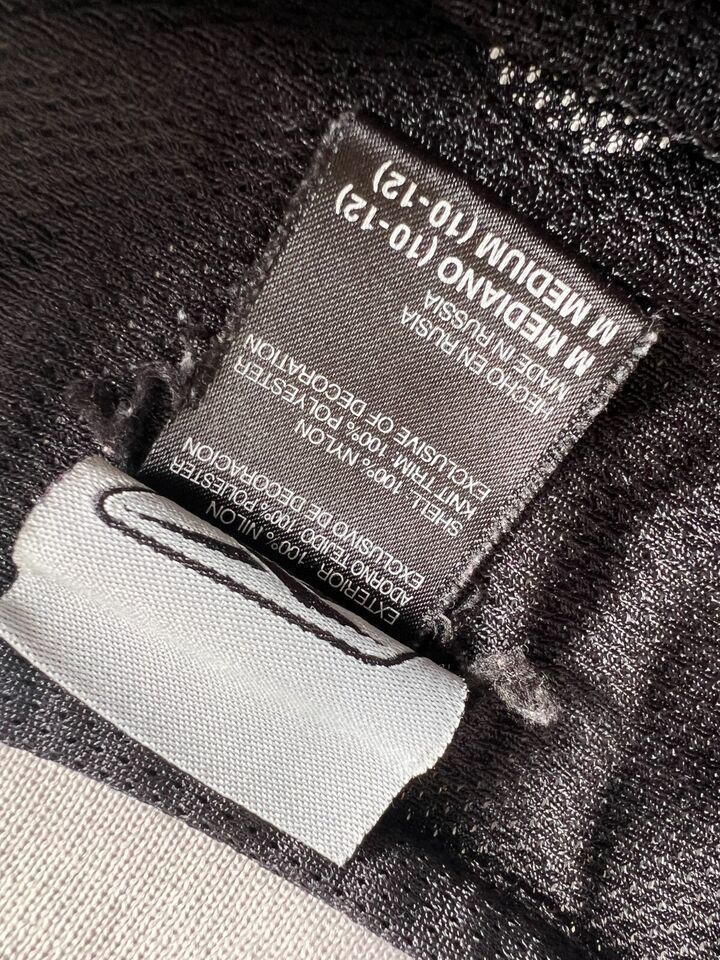 EXTERIOR: 100% NILON
ADORNO TEJIDO: 100% POLIESTER
EXCLUSIVO DE DECORACION
SHELL: 100% NYLON
KNIT TRIM: 100% POLYESTER
EXCLUSIVE OF DECORATION
HECHO EN RUSIA
MADE IN RUSSIA
M MEDIANO (10-12)
M MEDIUM (10-12)